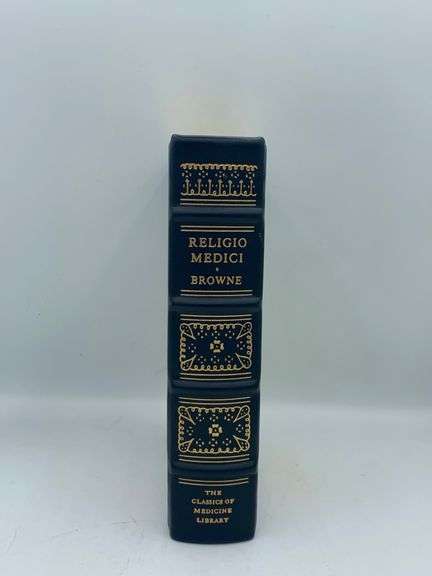 RELIGIO
MEDICI
BROWNE
THE
CLASSICS OF
MEDICINE
LIBRARY